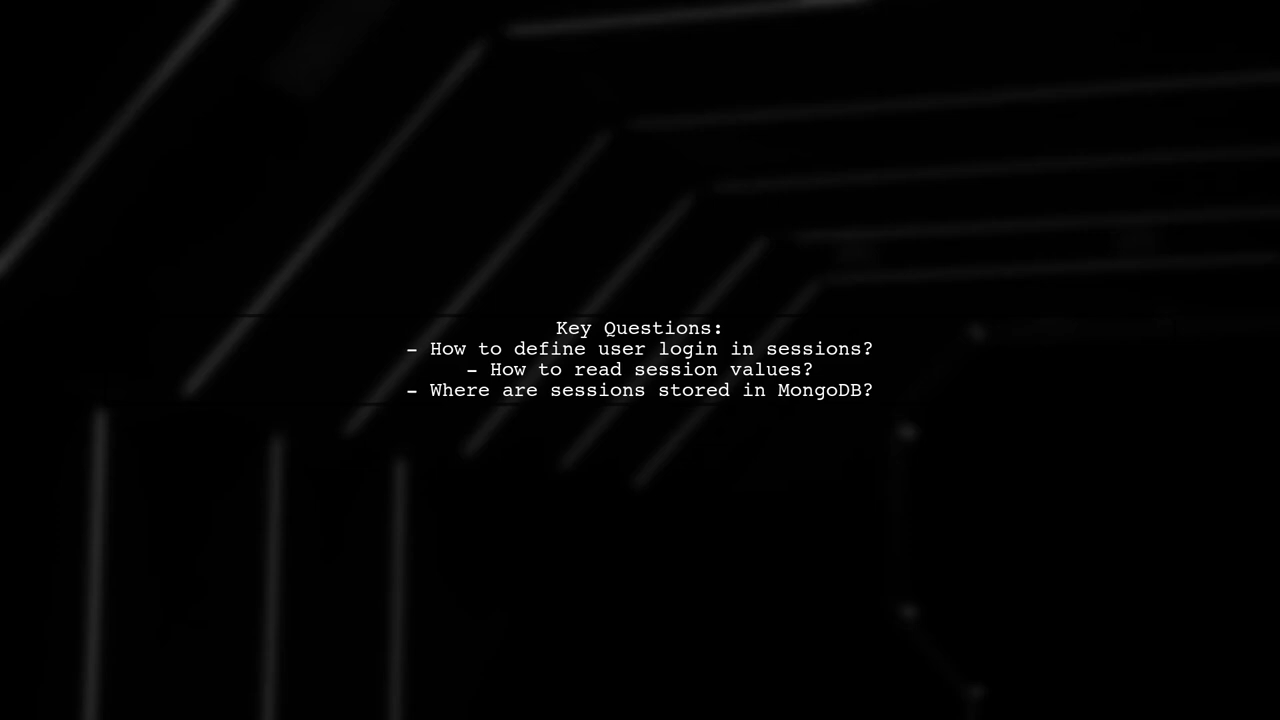 Key Questions:
- How to define user login in sessions?
- How to read session values?
- Where are sessions stored in MongoDB?